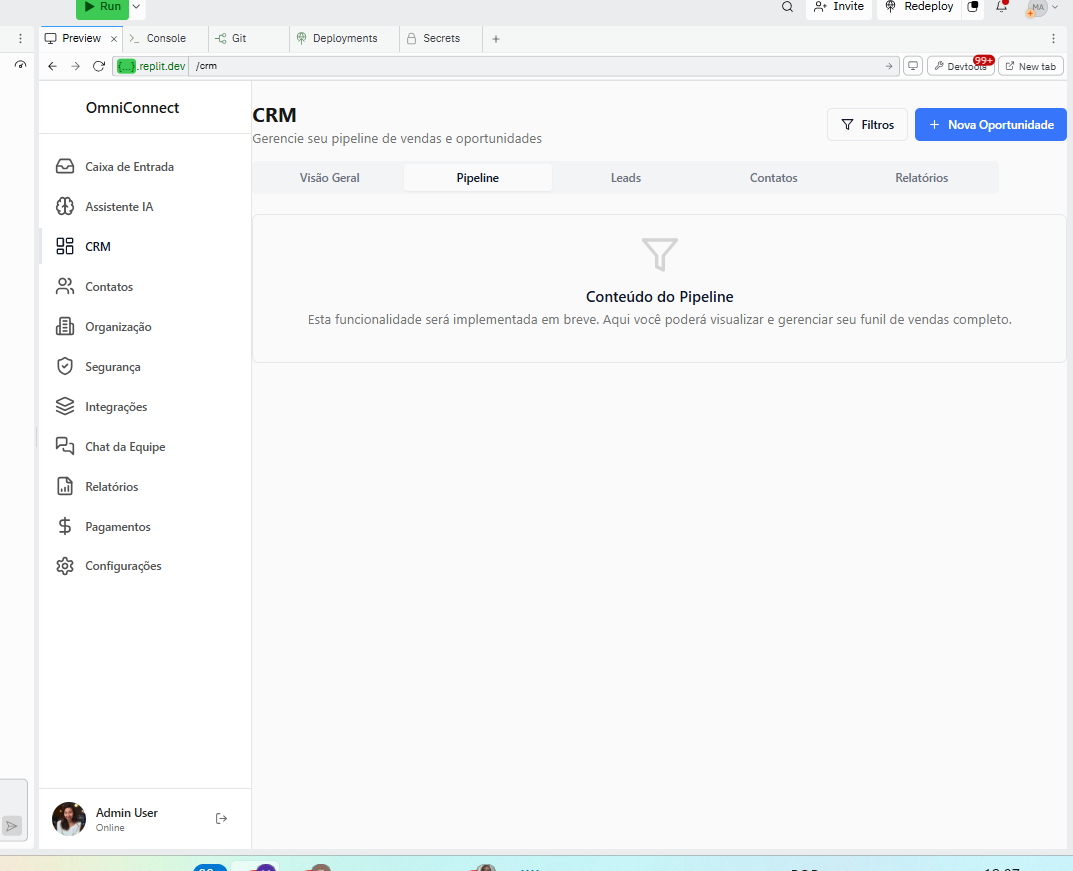 Run
Invite
Redeploy
MA
Preview
Console
Git
Deployments
Secrets
{...}.replit.dev
/crm
Devtools
99+
New tab
OmniConnect
CRM
Gerencie seu pipeline de vendas e oportunidades
Filtros
Nova Oportunidade
Visão Geral
Pipeline
Leads
Contatos
Relatórios
Caixa de Entrada
Assistente IA
CRM
Contatos
Organização
Segurança
Integrações
Chat da Equipe
Relatórios
Pagamentos
Configurações
Conteúdo do Pipeline
Esta funcionalidade será implementada em breve. Aqui você poderá visualizar e gerenciar seu funil de vendas completo.
Admin User
Online